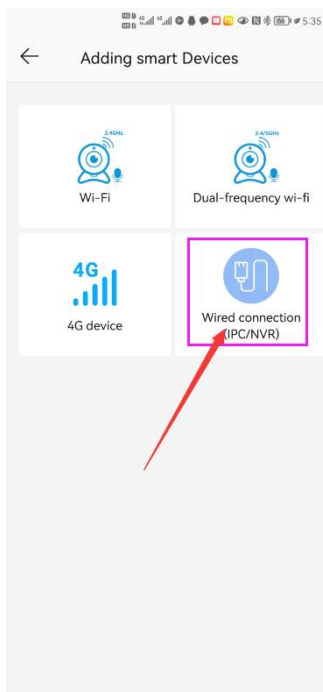 5:35
Adding smart Devices
2.4GHz
Wi-Fi
2.4/5GHz
Dual-frequency wi-fi
4G
4G device
Wired connection
(IPC/NVR)